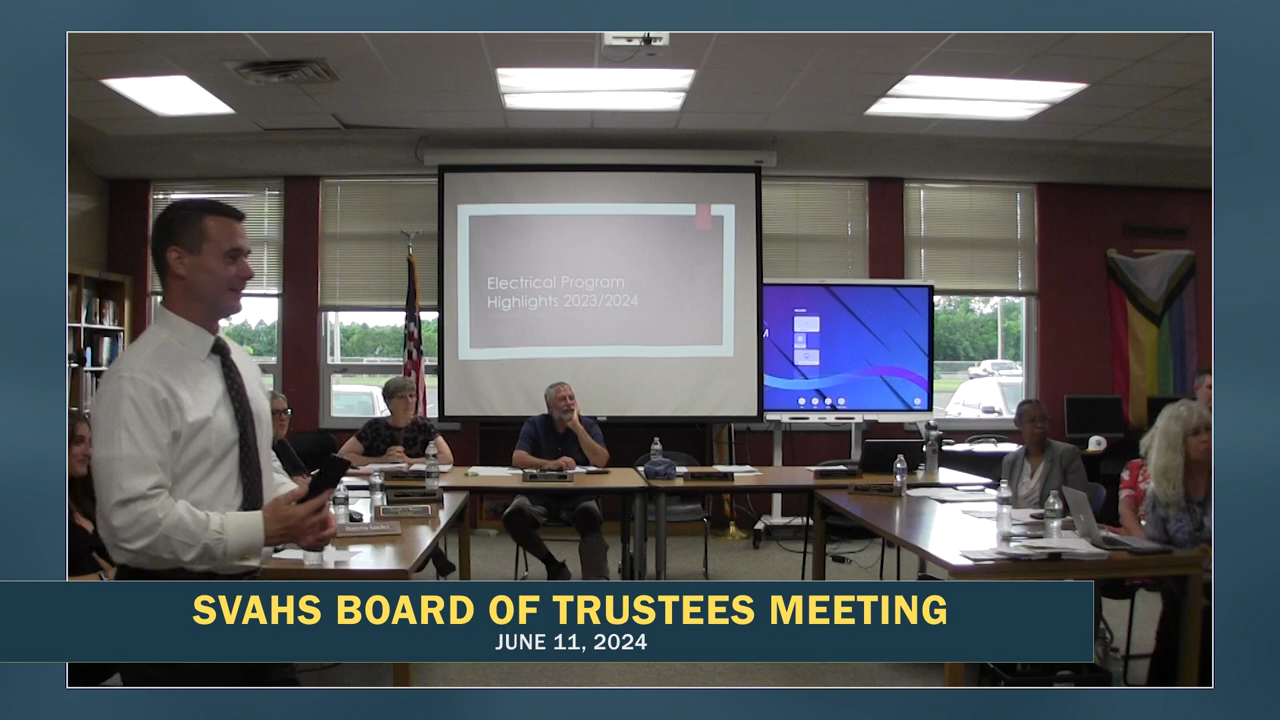 Electrical Program
Highlights 2023/2024
SVAHS BOARD OF TRUSTEES MEETING
JUNE 11, 2024